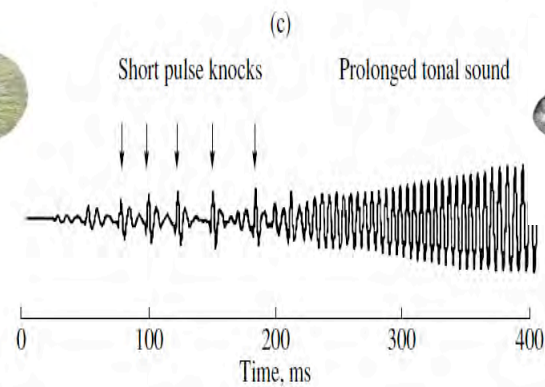 (c)
Short pulse knocks Prolonged tonal sound
0 100 200 300 400
Time, ms